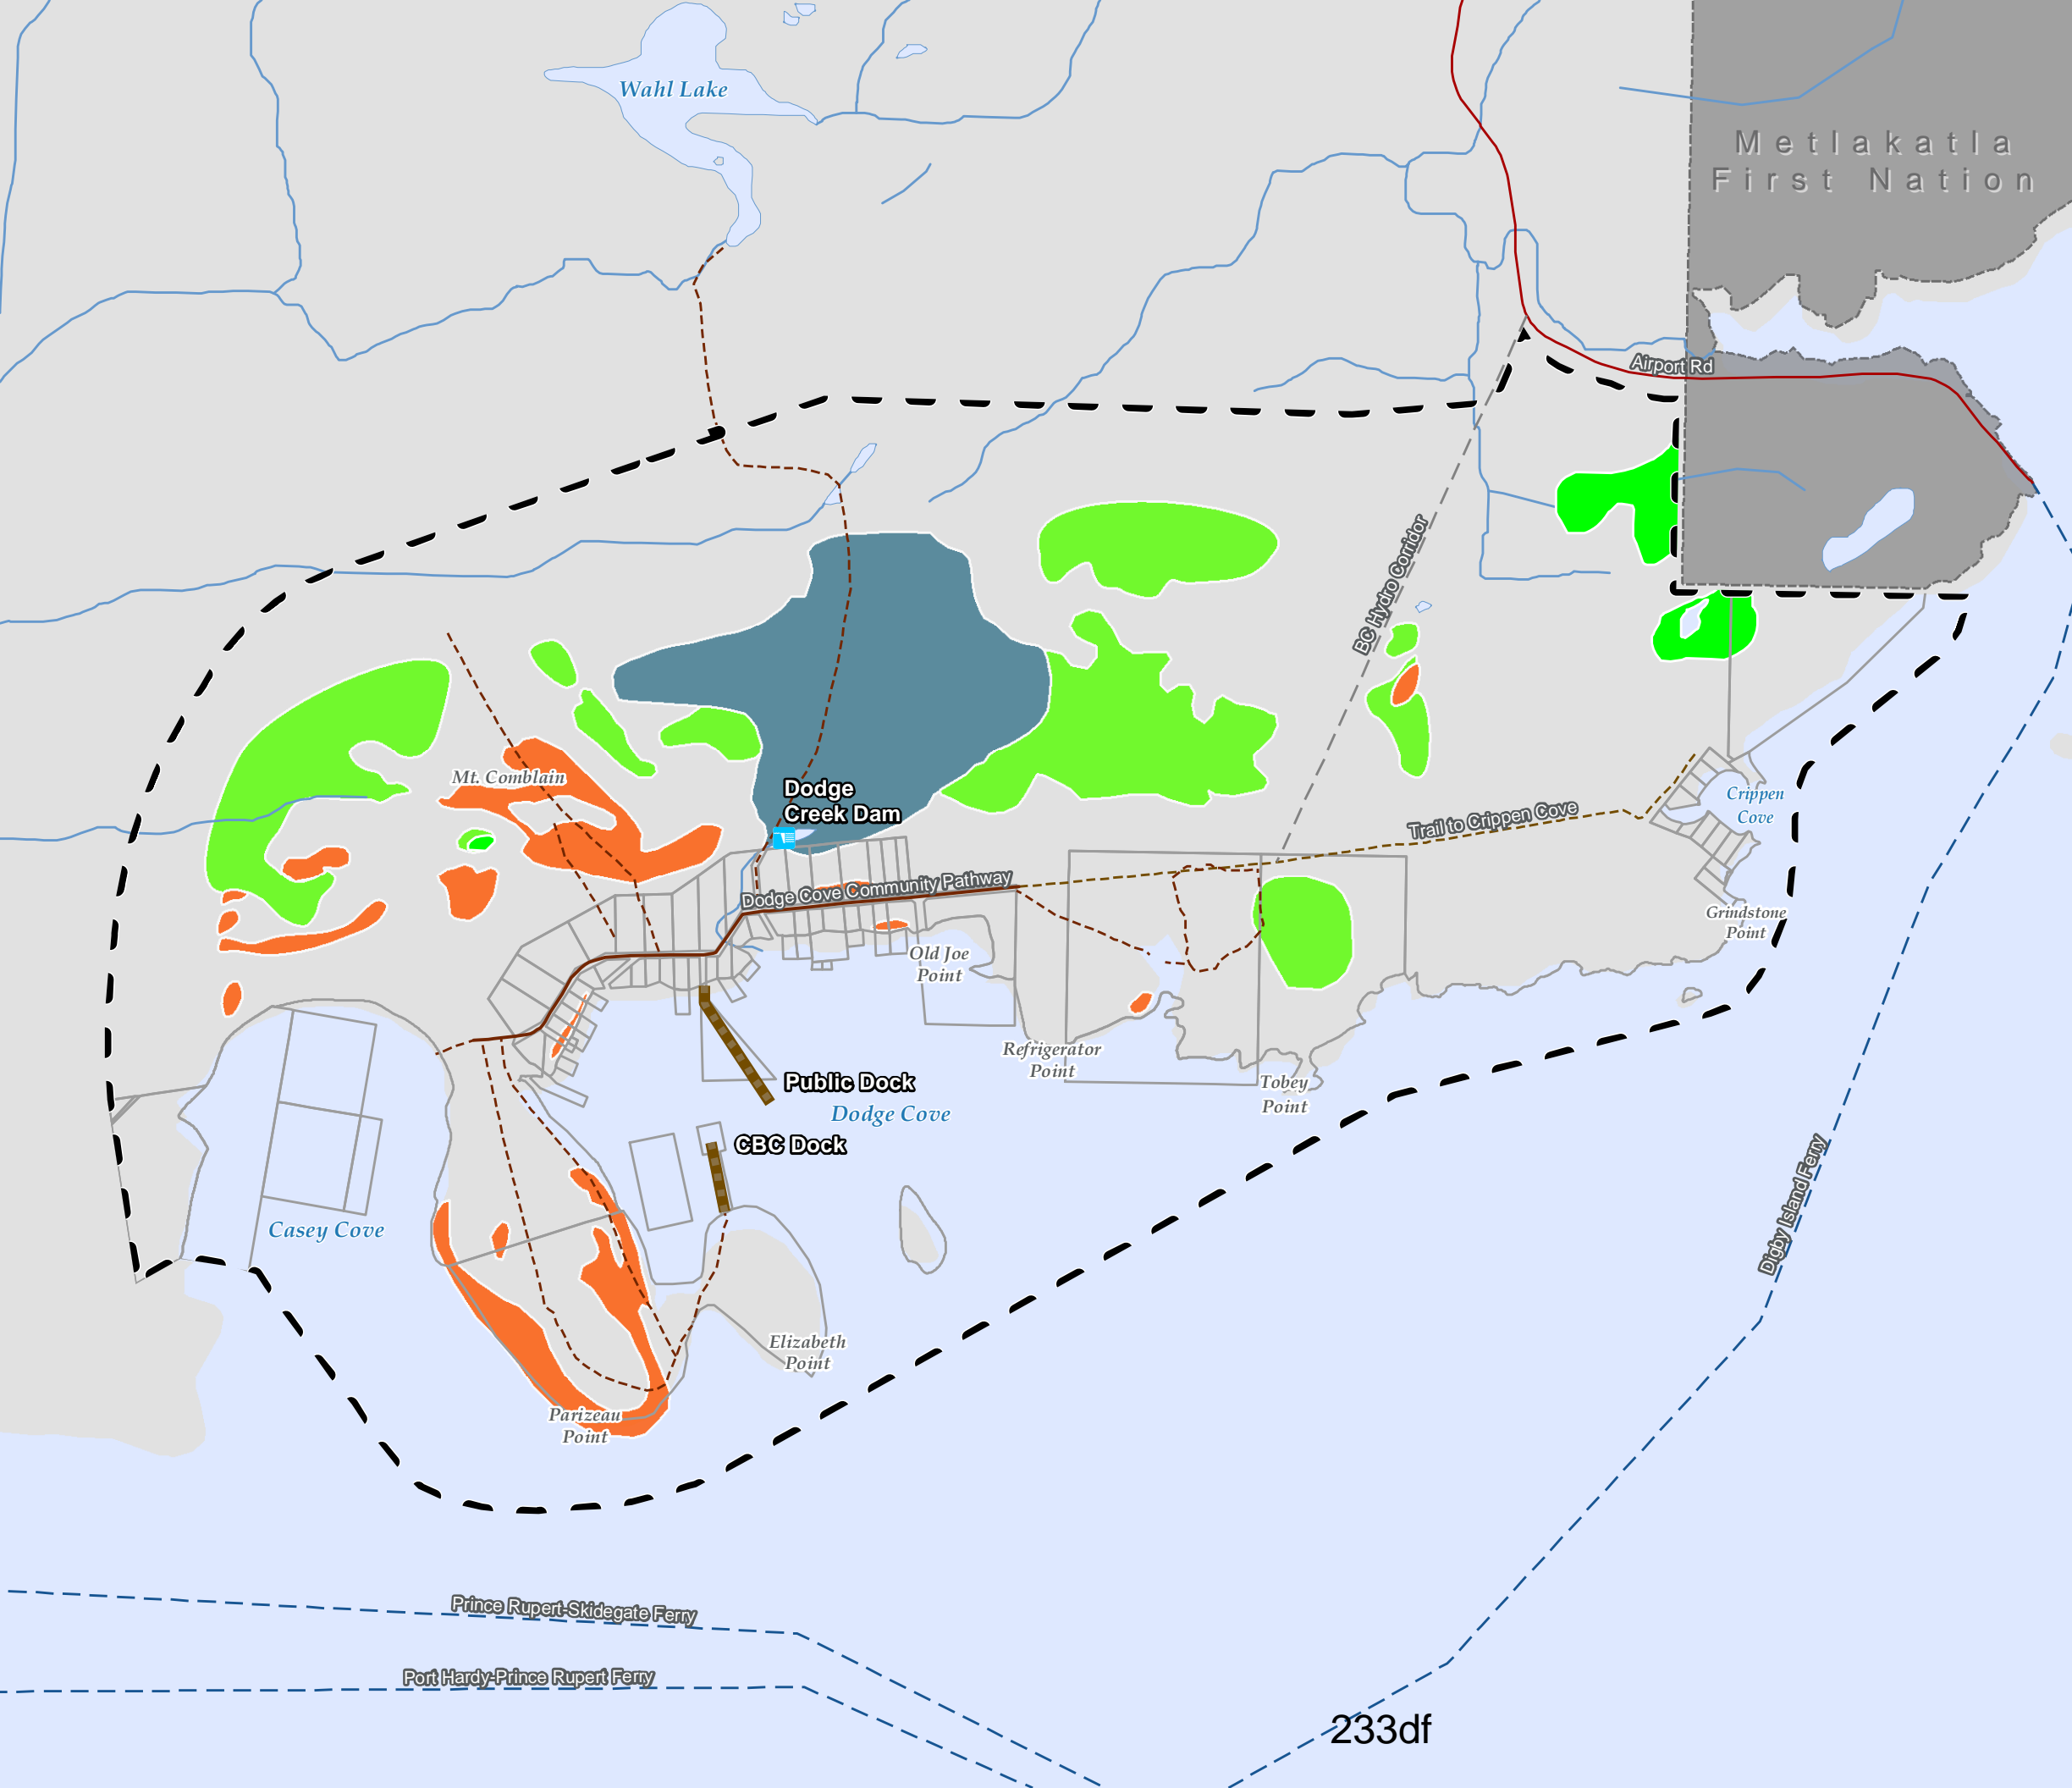 Wahl Lake
Metlakatla
First Nation
Airport Rd
BC Hydro Corridor
Mt. Comblain
Dodge
Creek Dam
Crippen
Cove
Trail to Crippen Cove
Dodge Cove Community Pathway
Grindstone
Point
Old Joe
Point
Refrigerator
Point
Public Dock
Tobey
Point
Dodge Cove
CBC Dock
Casey Cove
Digby Island Ferry
Elizabeth
Point
Parizeau
Point
Prince Rupert-Skidegate Ferry
Port Hardy-Prince Rupert Ferry
233df